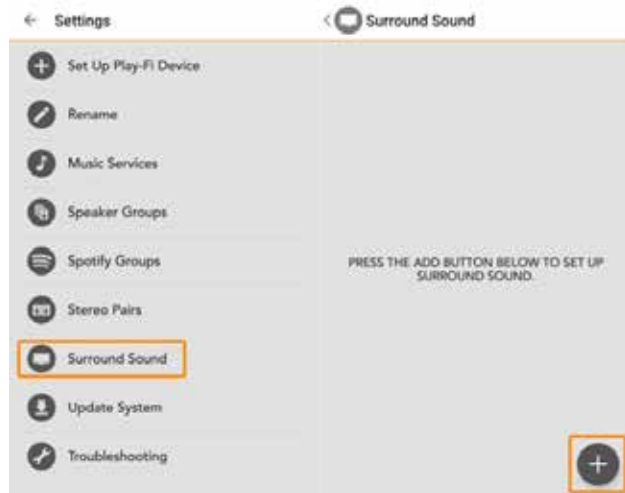 Settings
Set Up Play-Fi Device
Rename
Music Services
Speaker Groups
Spotify Groups
Stereo Pairs
Surround Sound
Update System
Troubleshooting
Surround Sound
PRESS THE ADD BUTTON BELOW TO SET UP
SURROUND SOUND.